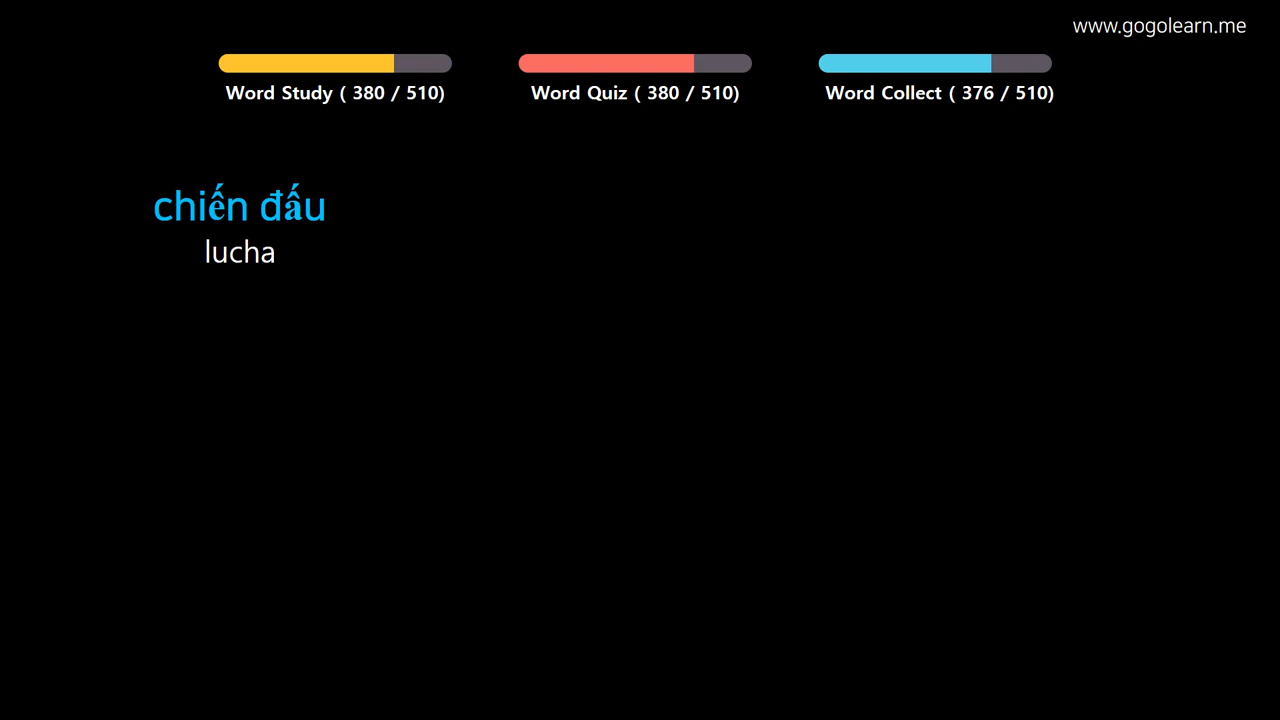 www.gogolearn.me
Word Study ( 380 / 510)
Word Quiz ( 380 / 510)
Word Collect ( 376 / 510)
chiến đấu
lucha